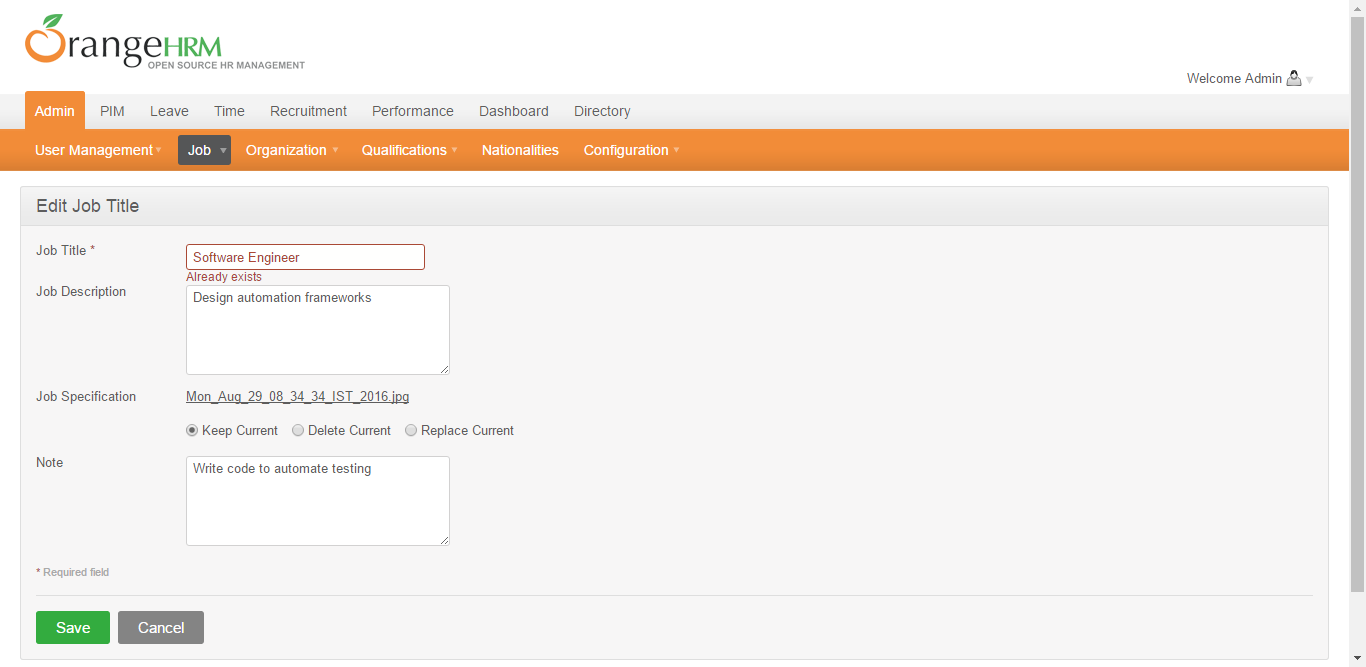 OrangeHRM
OPEN SOURCE HR MANAGEMENT
Welcome Admin
Admin PIM Leave Time Recruitment Performance Dashboard Directory
User Management Job Organization Qualifications Nationalities Configuration
Edit Job Title
Job Title * Software Engineer
Already exists
Job Description Design automation frameworks
Job Specification Mon_Aug_29_08_34_34_IST_2016.jpg
Keep Current Delete Current Replace Current
Note Write code to automate testing
* Required field
Save Cancel